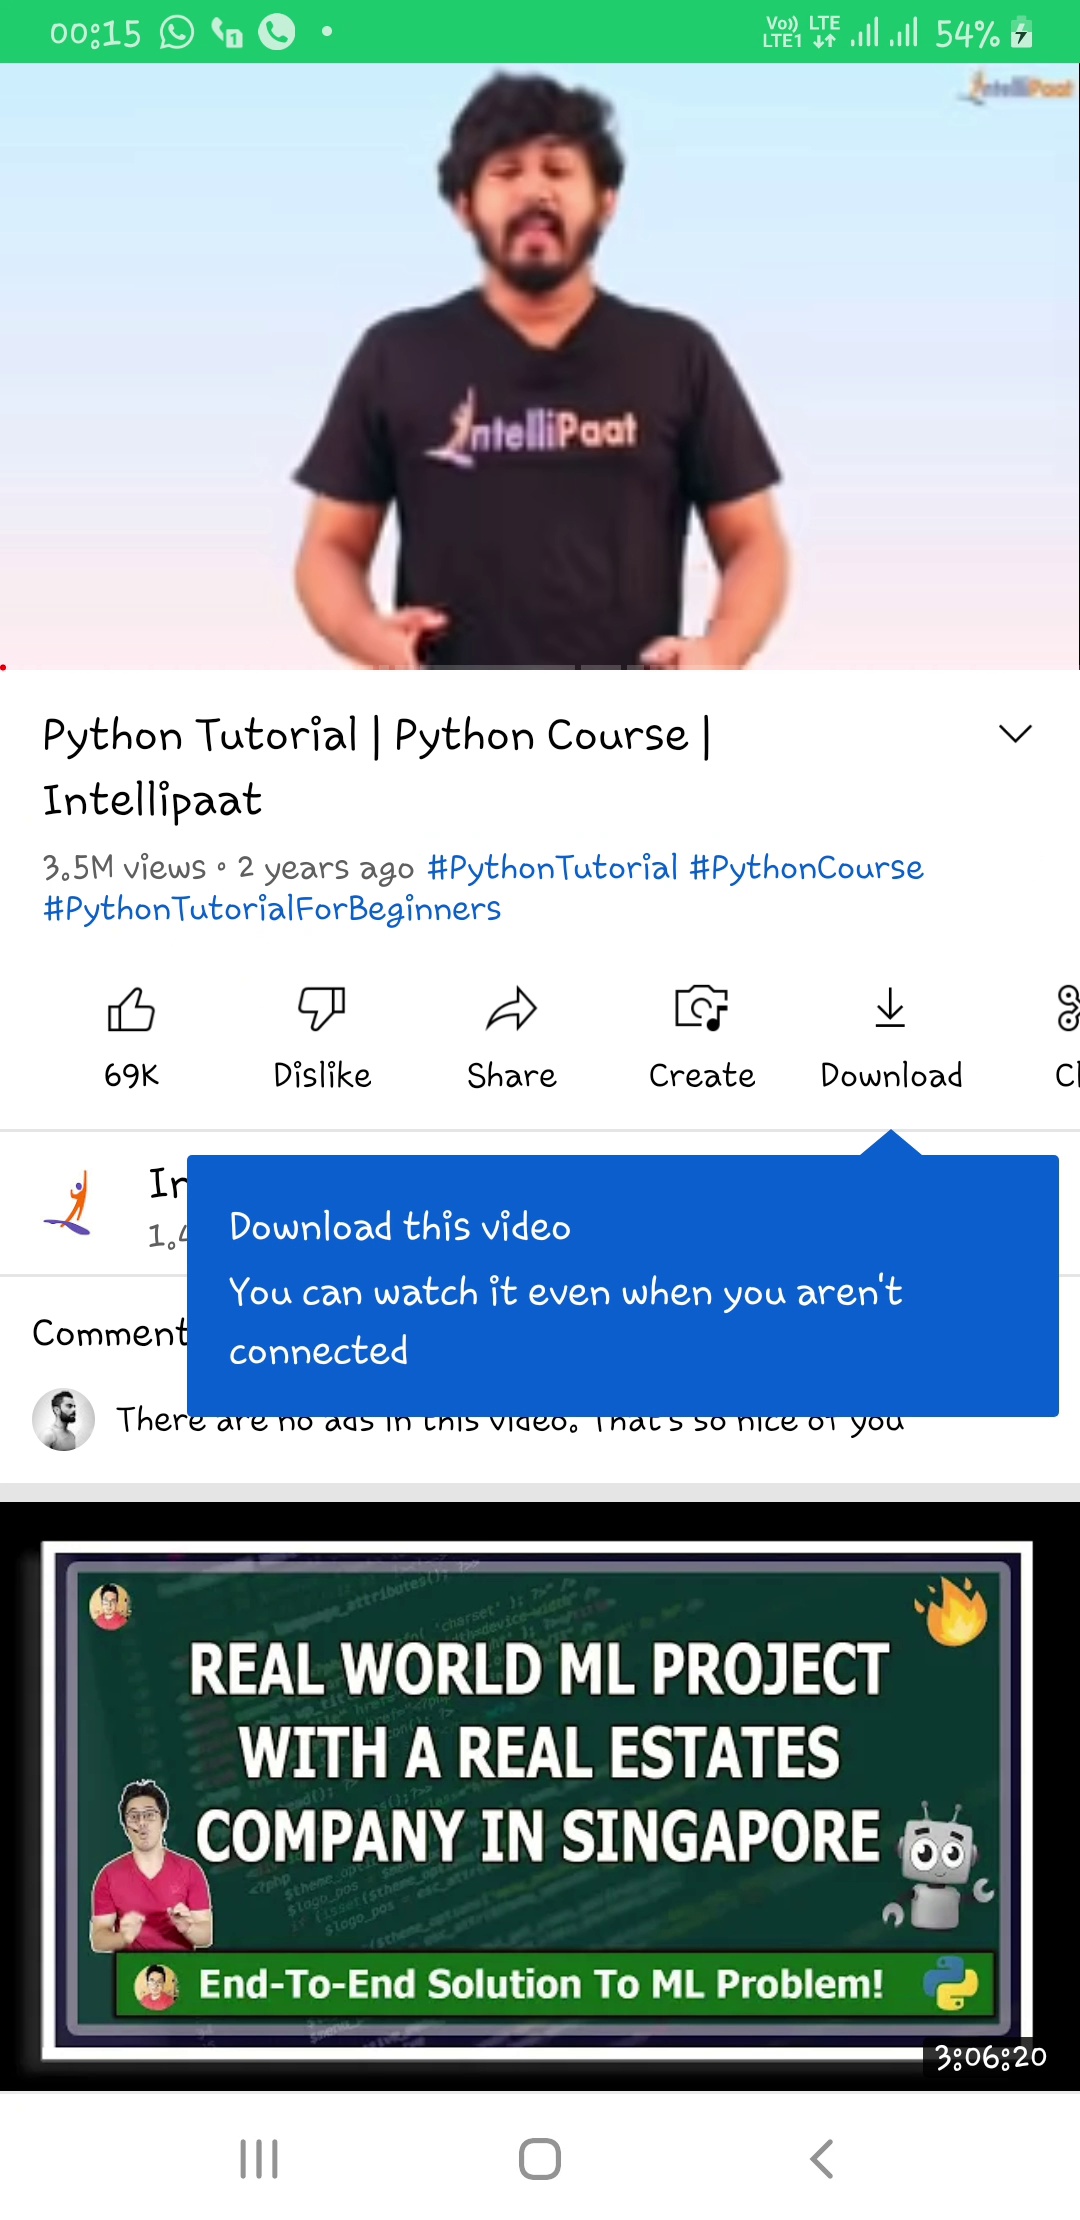 00:15
1
Vo)) LTE
LTE1
54%
IntelliPaat
IntelliPaat
Python Tutorial | Python Course |
Intellipaat
3.5M views • 2 years ago #PythonTutorial #PythonCourse
#PythonTutorialForBeginners
69K
Dislike
Share
Create
Download
Download this video
You can watch it even when you aren't
connected
Comment
There are no ads in this video. That's so nice of you
REAL WORLD ML PROJECT
WITH A REAL ESTATES
COMPANY IN SINGAPORE
End-To-End Solution To ML Problem!
3:06:20